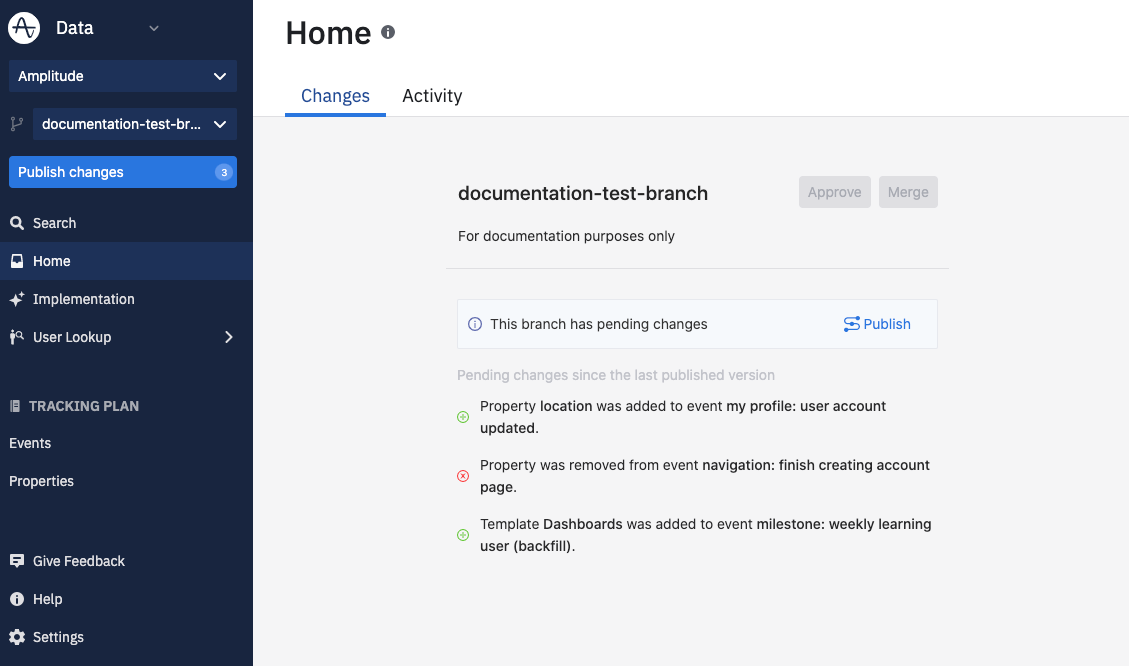 Data
Amplitude
documentation-test-br...
Publish changes 3
Search
Home
Implementation
User Lookup
TRACKING PLAN
Events
Properties
Give Feedback
Help
Settings
Home
Changes Activity
documentation-test-branch
Approve Merge
For documentation purposes only
This branch has pending changes Publish
Pending changes since the last published version
Property location was added to event my profile: user account
updated.
Property was removed from event navigation: finish creating account
page.
Template Dashboards was added to event milestone: weekly learning
user (backfill).